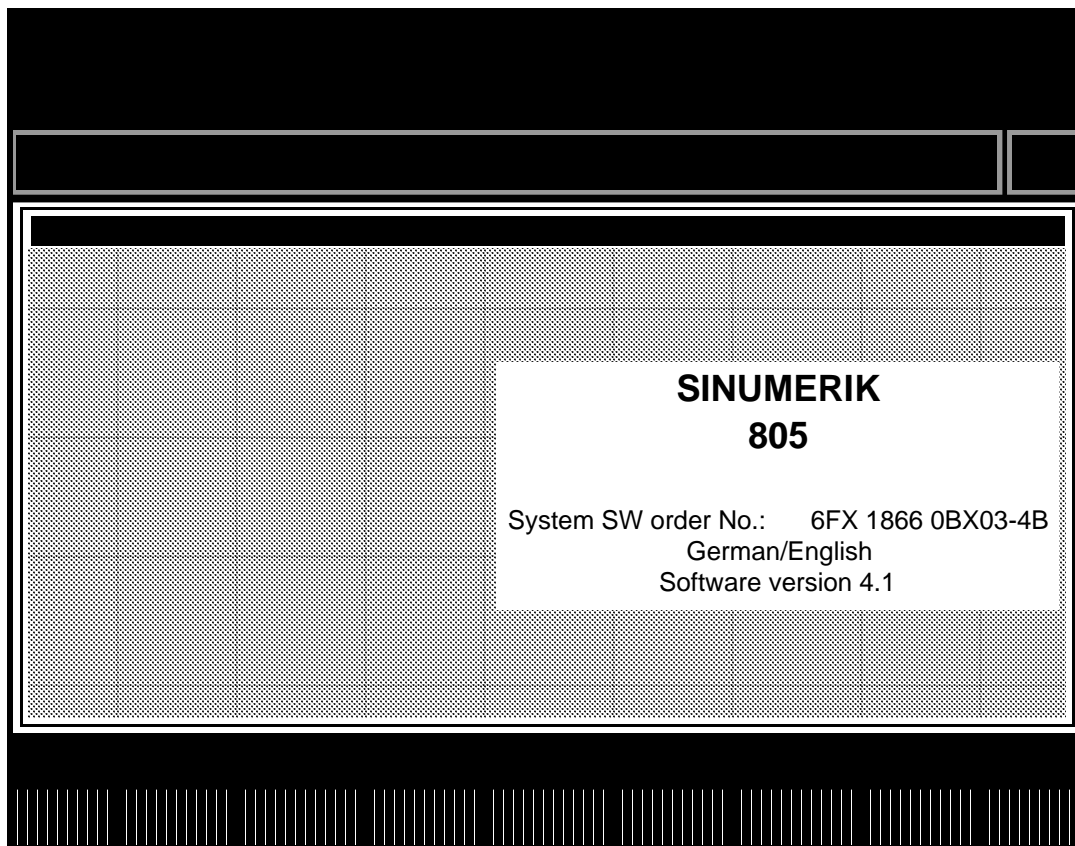 SINUMERIK
805
System SW order No.: 6FX 1866 0BX03-4B
German/English
Software version 4.1